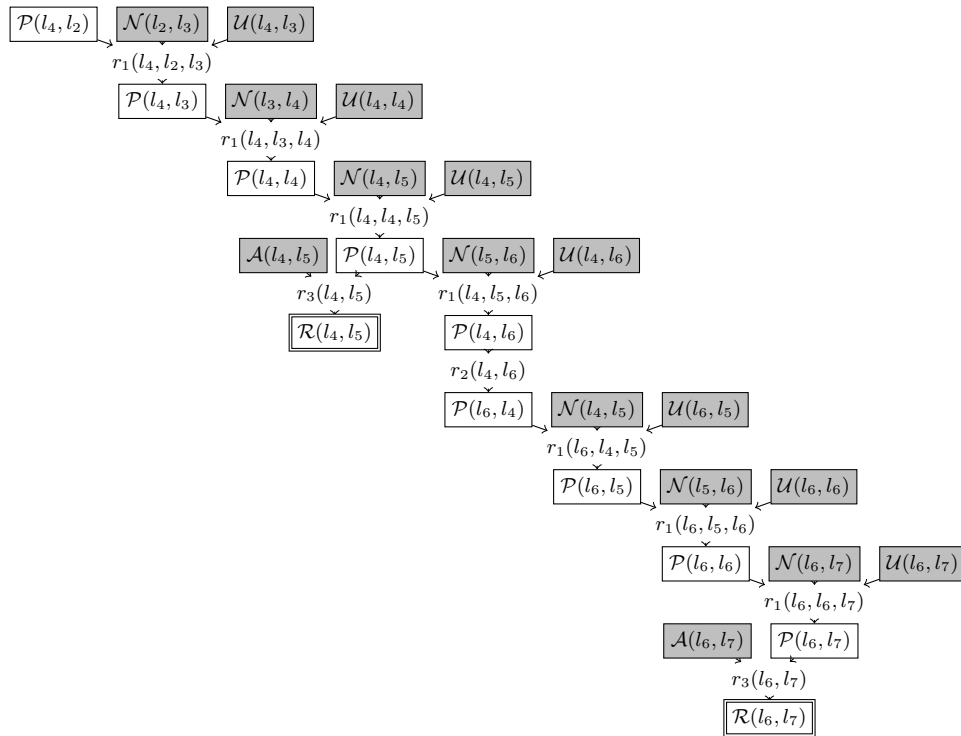 𝒫(l₄, l₂) 𝒩(l₂, l₃) 𝒰(l₄, l₃)
r₁(l₄, l₂, l₃)
𝒫(l₄, l₃) 𝒩(l₃, l₄) 𝒰(l₄, l₄)
r₁(l₄, l₃, l₄)
𝒫(l₄, l₄) 𝒩(l₄, l₅) 𝒰(l₄, l₅)
r₁(l₄, l₄, l₅)
𝒜(l₄, l₅) 𝒫(l₄, l₅) 𝒩(l₅, l₆) 𝒰(l₄, l₆)
r₃(l₄, l₅) r₁(l₄, l₅, l₆)
ℛ(l₄, l₅) 𝒫(l₄, l₆)
r₂(l₄, l₆)
𝒫(l₆, l₄) 𝒩(l₄, l₅) 𝒰(l₆, l₅)
r₁(l₆, l₄, l₅)
𝒫(l₆, l₅) 𝒩(l₅, l₆) 𝒰(l₆, l₆)
r₁(l₆, l₅, l₆)
𝒫(l₆, l₆) 𝒩(l₆, l₇) 𝒰(l₆, l₇)
r₁(l₆, l₆, l₇)
𝒜(l₆, l₇) 𝒫(l₆, l₇)
r₃(l₆, l₇)
ℛ(l₆, l₇)